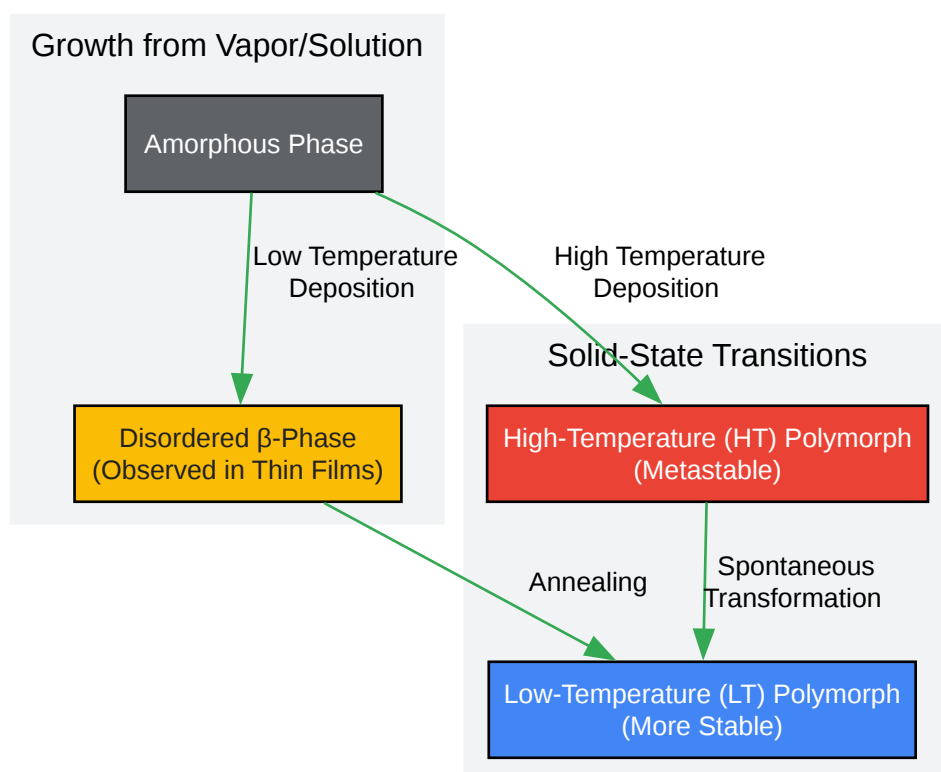 Growth from Vapor/Solution
Amorphous Phase
Low Temperature
Deposition
High Temperature
Deposition
Solid-State Transitions
Disordered β-Phase
(Observed in Thin Films)
High-Temperature (HT) Polymorph
(Metastable)
Annealing
Spontaneous
Transformation
Low-Temperature (LT) Polymorph
(More Stable)